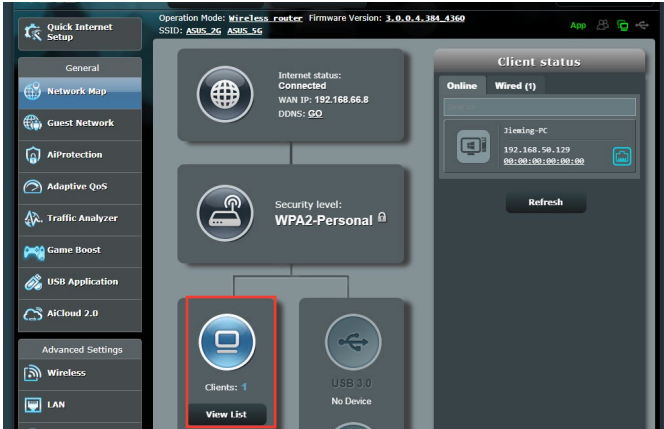 Operation Mode: Wireless router Firmware Version: 3.0.0.4.384_4360
SSID: ASUS_2G ASUS_5G
App
Quick Internet
Setup
General
Network Map
Guest Network
AiProtection
Adaptive QoS
Traffic Analyzer
Game Boost
USB Application
AiCloud 2.0
Advanced Settings
Wireless
LAN
Internet status:
Connected
WAN IP: 192.168.66.8
DDNS: GO
Security level:
WPA2-Personal
Clients: 1
View List
USB 3.0
No Device
Client status
Online Wired (1)
Jieming-PC
192.168.50.129
00:00:00:00:00:00
Refresh